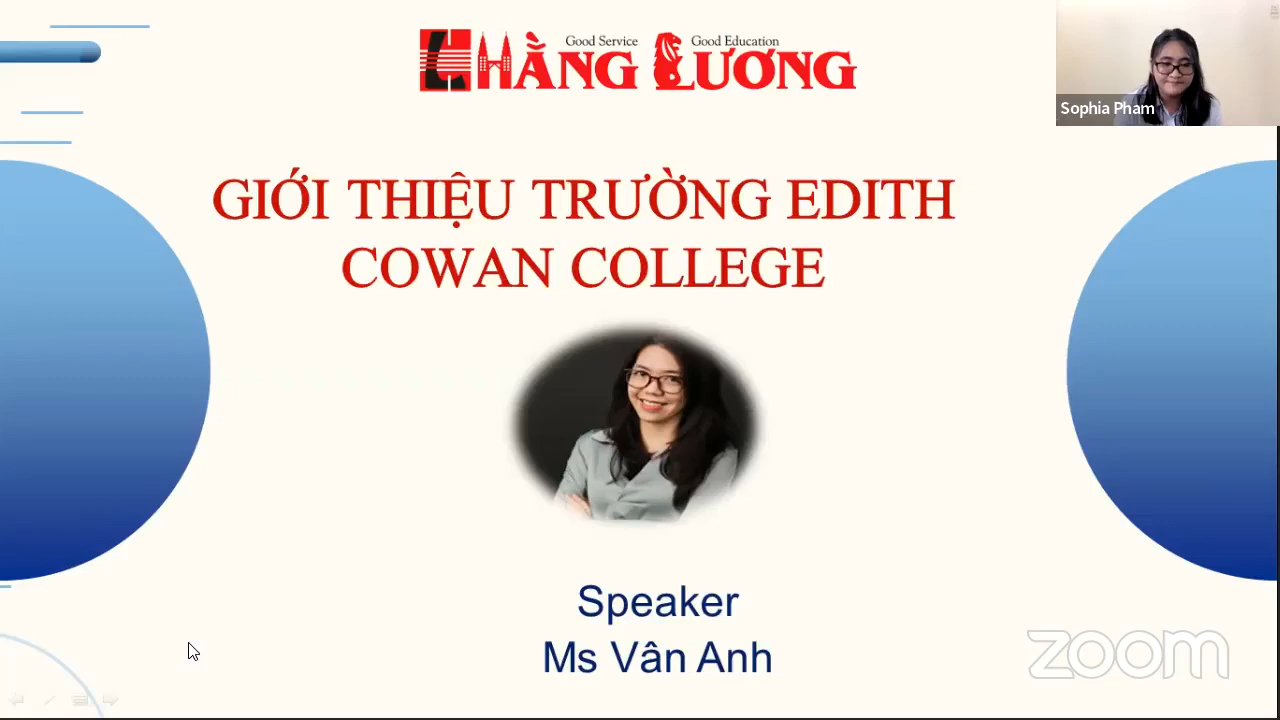 Good Service
Good Education
HẰNG LƯƠNG
Sophia Pham
GIỚI THIỆU TRƯỜNG EDITH
COWAN COLLEGE
Speaker
Ms Vân Anh
zoom